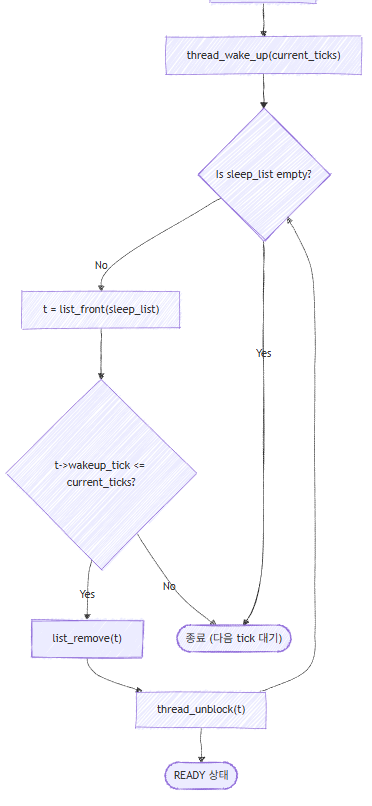 thread_wake_up(current_ticks)
Is sleep_list empty?
No
t = list_front(sleep_list)
Yes
t->wakeup_tick <=
current_ticks?
Yes
No
list_remove(t)
종료 (다음 tick 대기)
thread_unblock(t)
READY 상태